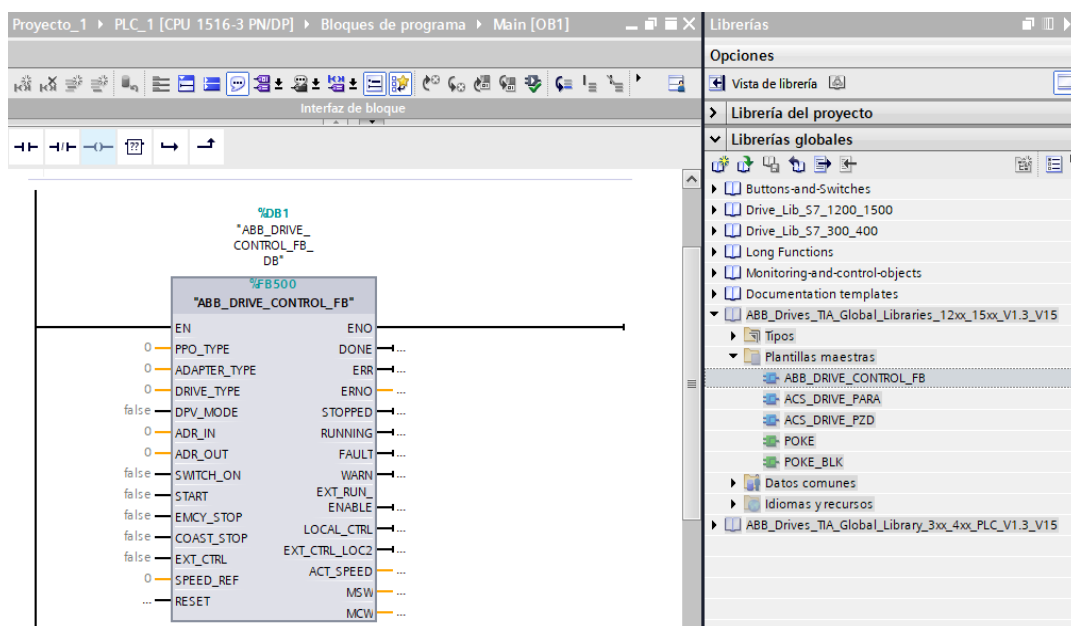 Proyecto_1 ▸ PLC_1 [CPU 1516-3 PN/DP] ▸ Bloques de programa ▸ Main [OB1]
Interfaz de bloque
??
%DB1
"ABB_DRIVE_
CONTROL_FB_
DB"
%FB500
"ABB_DRIVE_CONTROL_FB"
EN ENO
0 PPO_TYPE DONE ...
0 ADAPTER_TYPE ERR ...
0 DRIVE_TYPE ERNO ...
false DPV_MODE STOPPED ...
0 ADR_IN RUNNING ...
0 ADR_OUT FAULT ...
false SWITCH_ON WARN ...
false START EXT_RUN_
ENABLE ...
false EMCY_STOP
false COAST_STOP LOCAL_CTRL ...
false EXT_CTRL EXT_CTRL_LOC2 ...
0 SPEED_REF ACT_SPEED ...
... RESET MSW ...
MCW ...
Librerías
Opciones
Vista de librería
Librería del proyecto
Librerías globales
Buttons-and-Switches
Drive_Lib_S7_1200_1500
Drive_Lib_S7_300_400
Long Functions
Monitoring-and-control-objects
Documentation templates
ABB_Drives_TIA_Global_Libraries_12xx_15xx_V1.3_V15
Tipos
Plantillas maestras
ABB_DRIVE_CONTROL_FB
ACS_DRIVE_PARA
ACS_DRIVE_PZD
POKE
POKE_BLK
Datos comunes
Idiomas y recursos
ABB_Drives_TIA_Global_Library_3xx_4xx_PLC_V1.3_V15